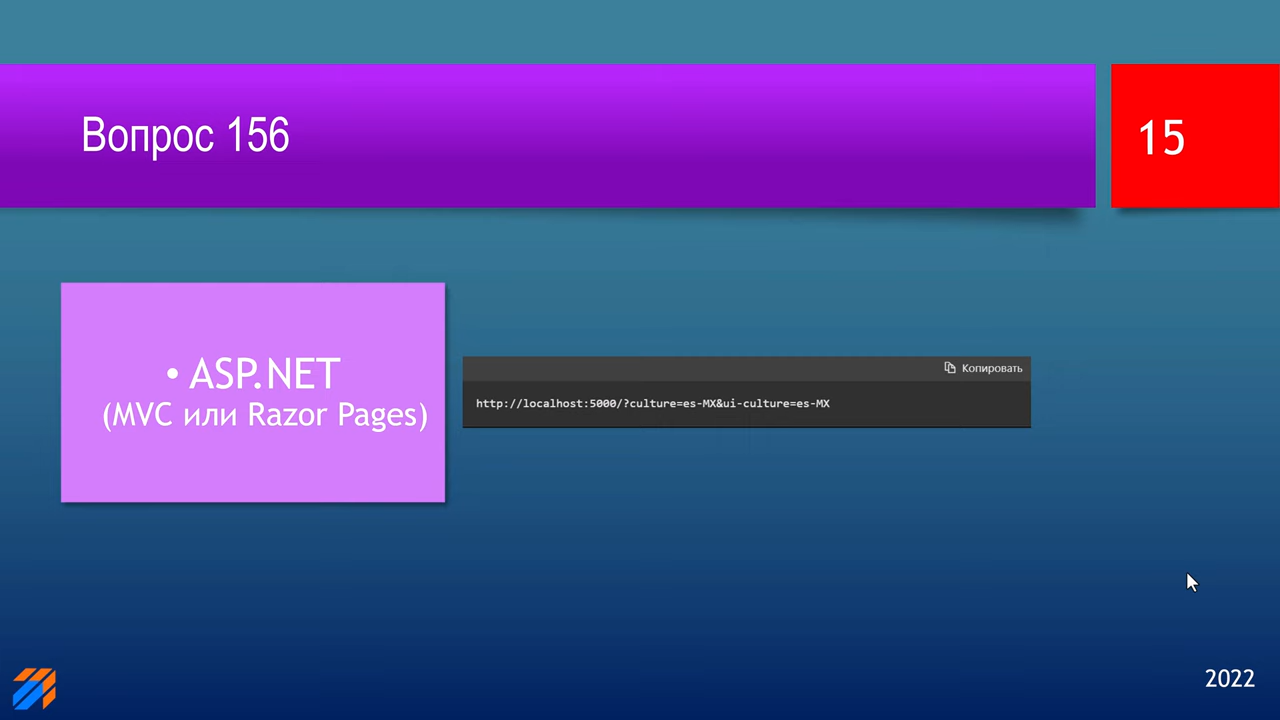 Вопрос 156
15
• ASP.NET
(MVC или Razor Pages)
Копировать
http://localhost:5000/?culture=es-MX&ui-culture=es-MX
2022